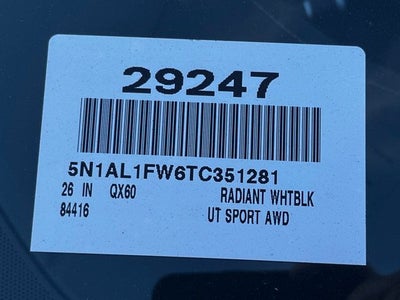 29247
5N1AL1FW6TC351281
26 IN QX60 RADIANT WHTBLK
84416 UT SPORT AWD